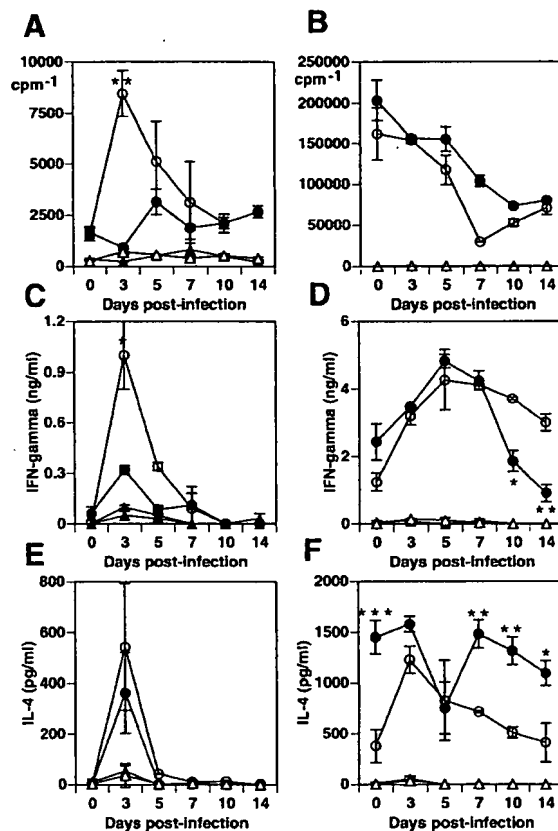 A
B
10000
cpm-1
7500
5000
2500
0
**
0 3 5 7 10 14
Days post-infection
250000
cpm-1
200000
150000
100000
50000
0
0 3 5 7 10 14
Days post-infection
C
D
1.2
0.9
0.6
0.3
0
IFN-gamma (ng/ml)
*
0 3 5 7 10 14
Days post-infection
6
4
2
0
IFN-gamma (ng/ml)
*
**
0 3 5 7 10 14
Days post-infection
E
F
800
600
400
200
0
IL-4 (pg/ml)
0 3 5 7 10 14
Days post-infection
2000
1500
1000
500
0
IL-4 (pg/ml)
***
**
**
*
0 3 5 7 10 14
Days post-infection